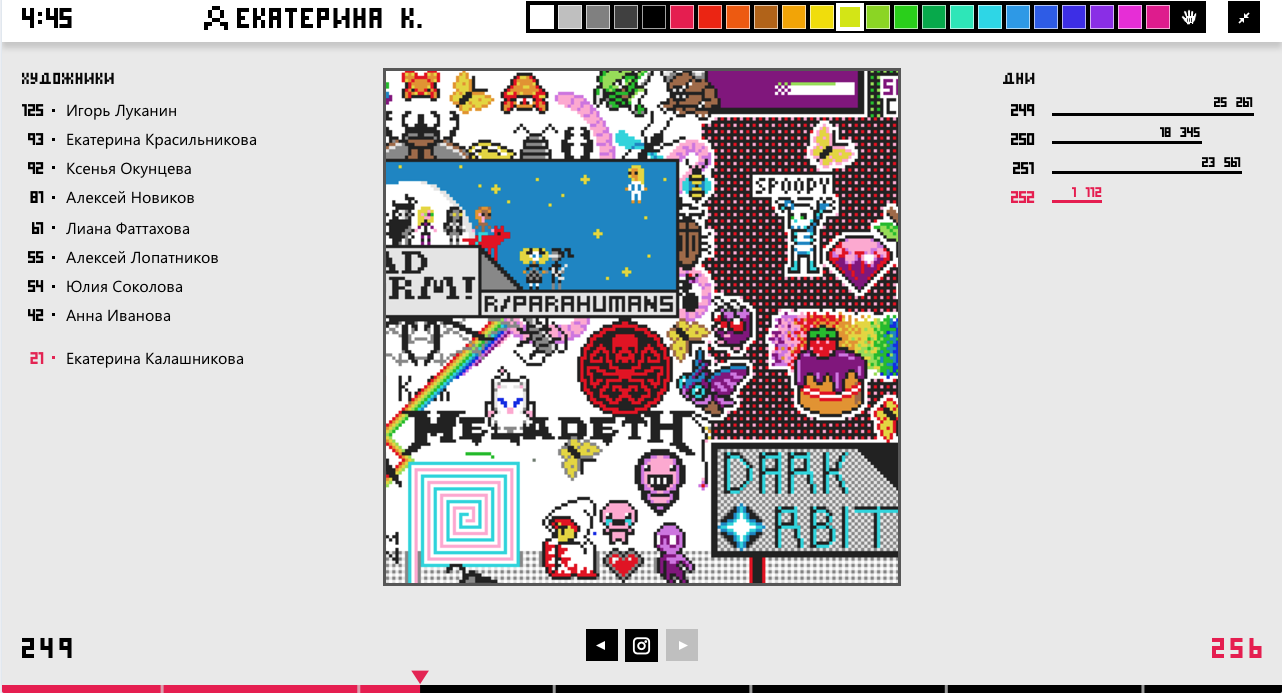 4:45
ЕКАТЕРИНА К.
ХУДОЖНИКИ
125 · Игорь Луканин
93 · Екатерина Красильникова
92 · Ксенья Окунцева
81 · Алексей Новиков
61 · Лиана Фаттахова
55 · Алексей Лопатников
54 · Юлия Соколова
42 · Анна Иванова
21 · Екатерина Калашникова
SPOOPY
AD
RM!
R/PARAHUMANS
MEGADETH
DARK
RBIT
ДНИ
249 25 261
250 18 345
251 23 561
252 1 112
249
256